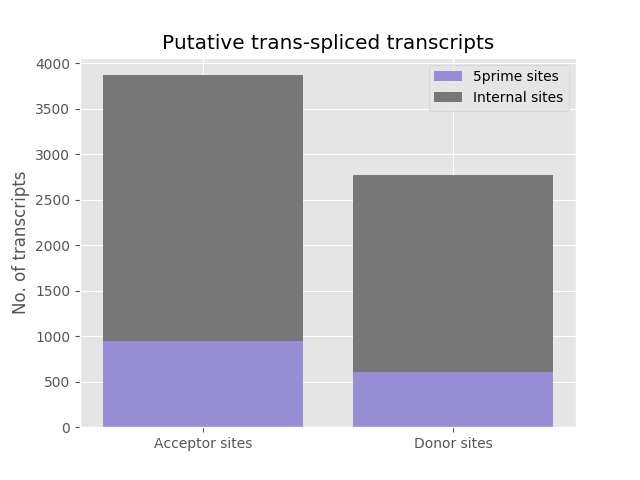 Putative trans-spliced transcripts
5prime sites
Internal sites
No. of transcripts
4000
3500
3000
2500
2000
1500
1000
500
0
Acceptor sites
Donor sites